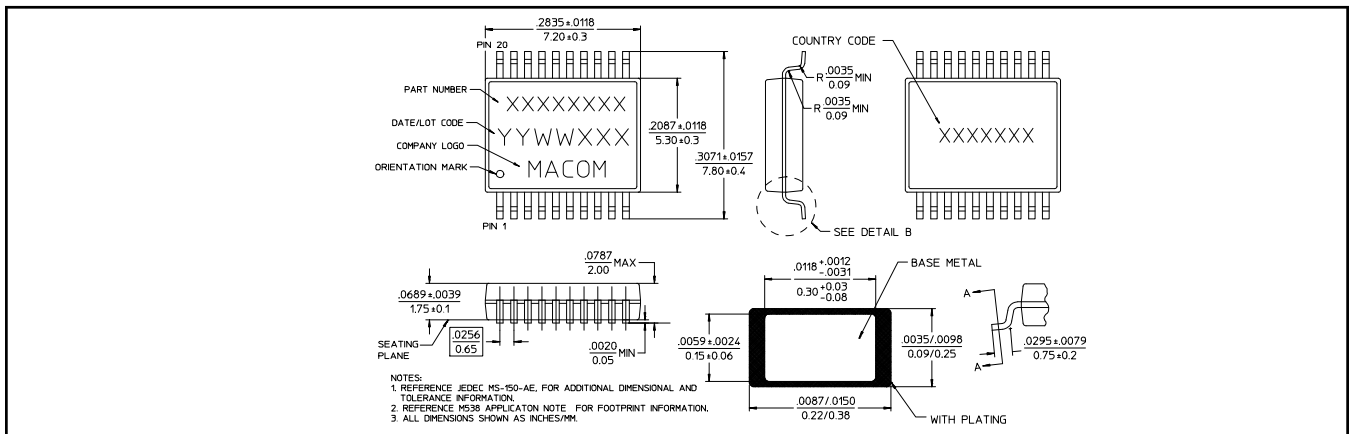 .2835±.0118
7.20±0.3
PIN 20
COUNTRY CODE
R .0035 MIN
0.09
R .0035 MIN
0.09
PART NUMBER
XXXXXXXX
DATE/LOT CODE
YYWWXXX
COMPANY LOGO
MACOM
ORIENTATION MARK
.2087±.0118
5.30±0.3
.3071±.0157
7.80±0.4
XXXXXXX
PIN 1
SEE DETAIL B
.0787 MAX
2.00
.0689±.0039
1.75±0.1
SEATING
PLANE
.0256
0.65
.0020 MIN
0.05
.0118 +.0012
-.0031
0.30 +0.03
-0.08
BASE METAL
.0059±.0024
0.15±0.06
.0035/.0098
0.09/0.25
.0087/.0150
0.22/0.38
WITH PLATING
A
A
.0295±.0079
0.75±0.2
NOTES:
1. REFERENCE JEDEC MS-150-AE, FOR ADDITIONAL DIMENSIONAL AND
TOLERANCE INFORMATION.
2. REFERENCE M538 APPLICATON NOTE FOR FOOTPRINT INFORMATION.
3. ALL DIMENSIONS SHOWN AS INCHES/MM.